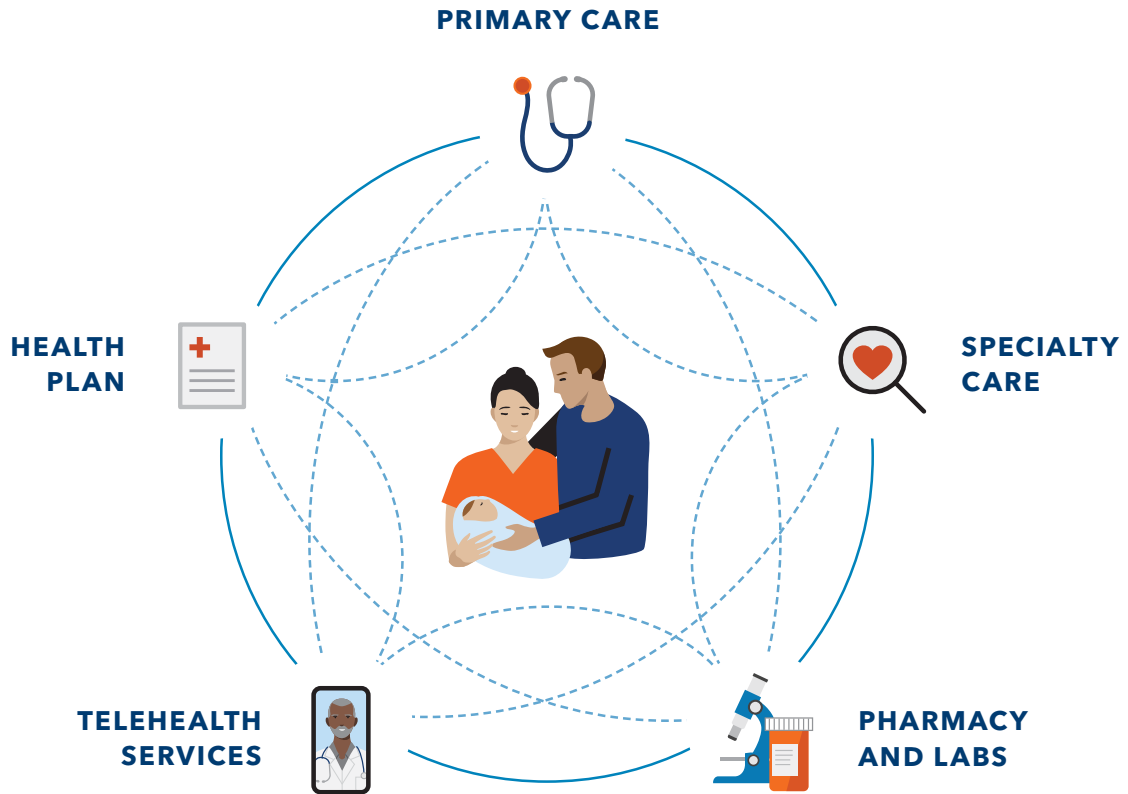 PRIMARY CARE
HEALTH
PLAN
SPECIALTY
CARE
TELEHEALTH
SERVICES
PHARMACY
AND LABS